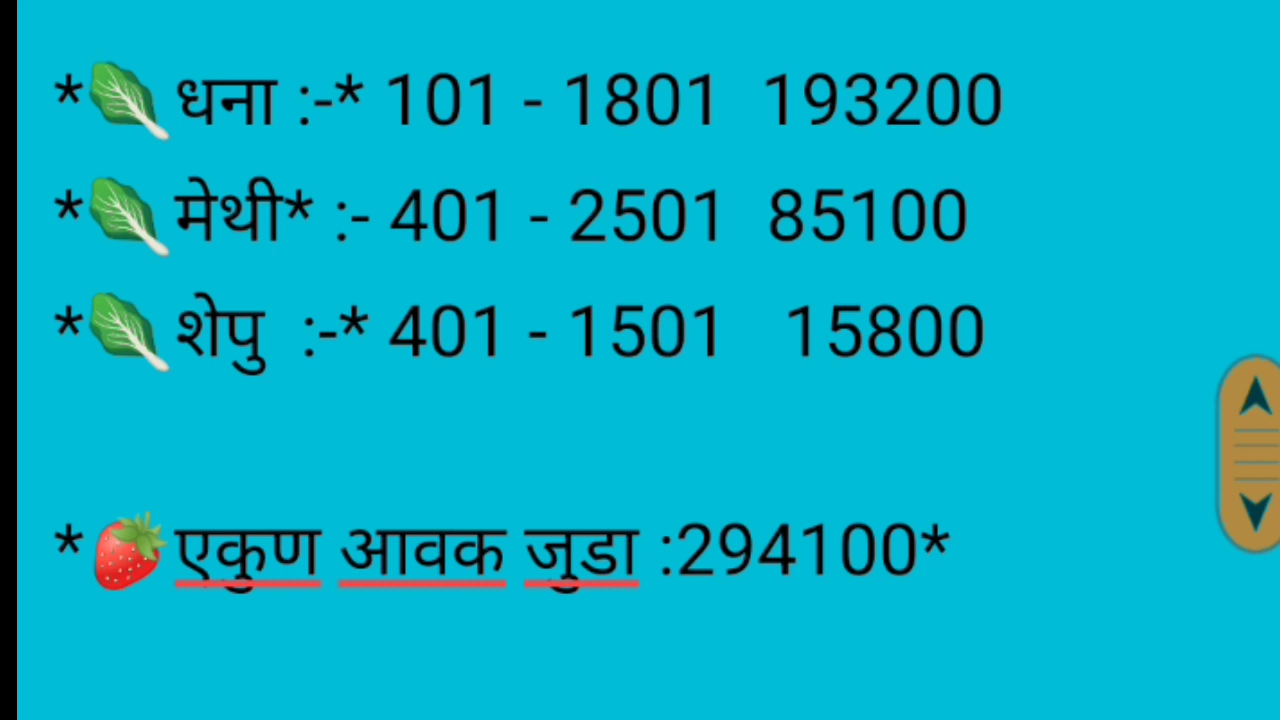 *🥬धना :-* 101 - 1801  193200
*🥬मेथी* :- 401 - 2501  85100
*🥬शेपु  :-* 401 - 1501   15800
*🍓एकुण आवक जुडा :294100*